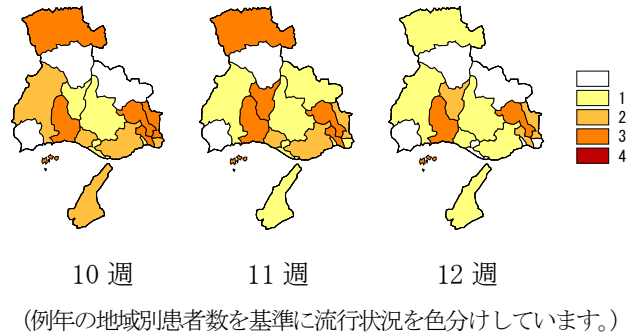 1
2
3
4
10 週
11 週
12 週
(例年の地域別患者数を基準に流行状況を色分けしています。)